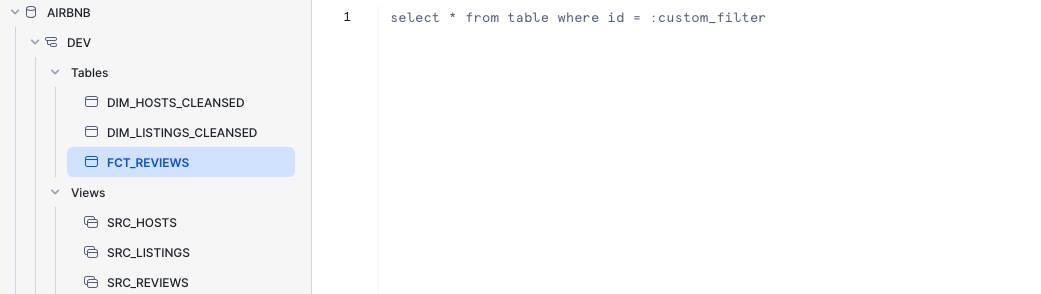 AIRBNB
DEV
Tables
DIM_HOSTS_CLEANSED
DIM_LISTINGS_CLEANSED
FCT_REVIEWS
Views
SRC_HOSTS
SRC_LISTINGS
SRC_REVIEWS
1 select * from table where id = :custom_filter